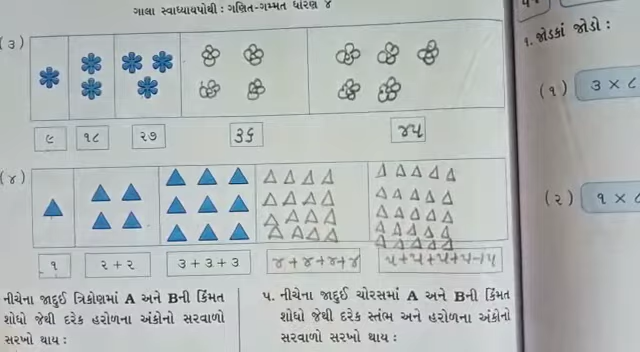 ગાલા સ્વાધ્યાયપોથી : ગણિત-ગમ્મત ધોરણ ૪
(૩)
૯ ૧૮ ૨૭ ૩૬ ૪૫
(૪)
૧ ૨ + ૨ ૩ + ૩ + ૩ ૪ + ૪ + ૪ + ૪ ૫+૫+૫+૫+૫
નીચેના જાદુઈ ત્રિકોણમાં A અને Bની કિંમત
શોધો જેથી દરેક હરોળના અંકોનો સરવાળો
સરખો થાય :
૫. નીચેના જાદુઈ ચોરસમાં A અને Bની કિંમત
શોધો જેથી દરેક સ્તંભ અને હરોળના અંકોનો
સરવાળો સરખો થાય :
૧. જોડકાં જોડો :
(૧) ૩ × ૮
(૨) ૧ ×